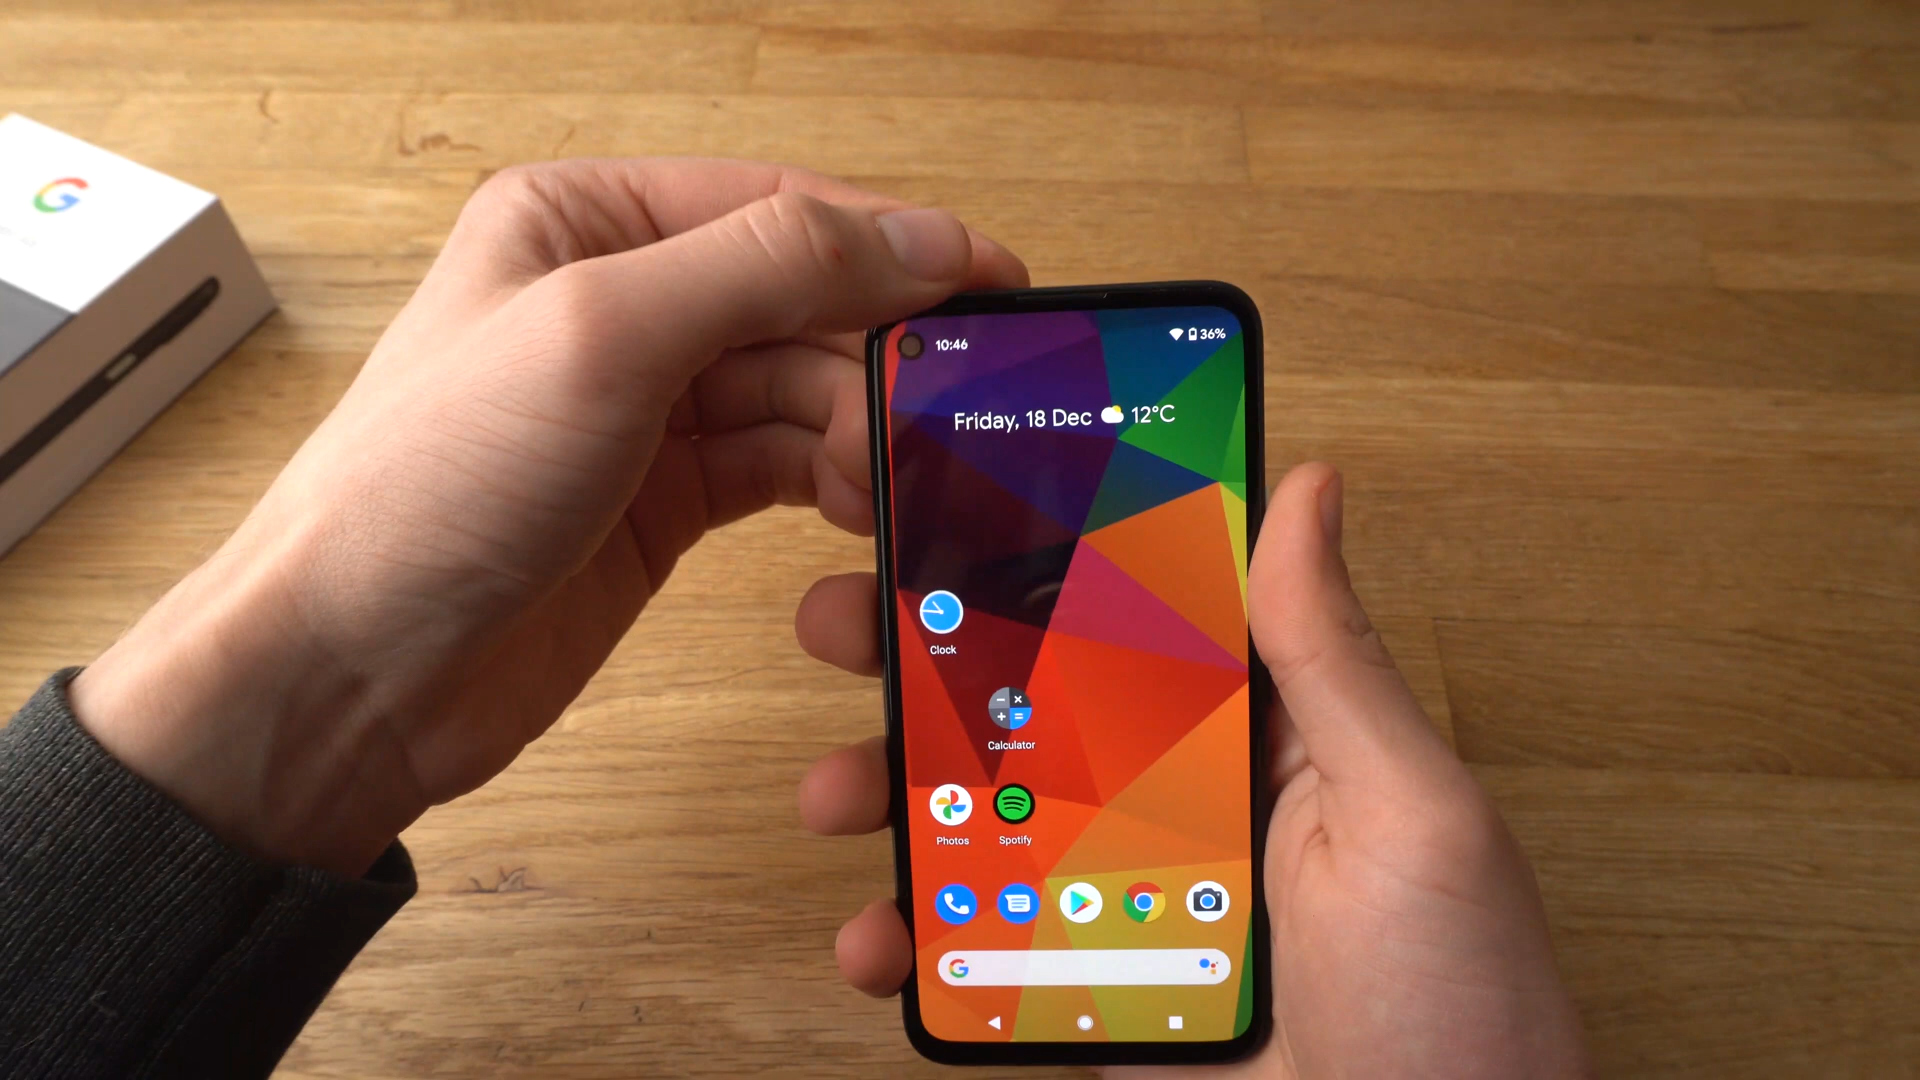 G
10:46
36%
Friday, 18 Dec 12°C
Clock
Calculator
Photos Spotify
G